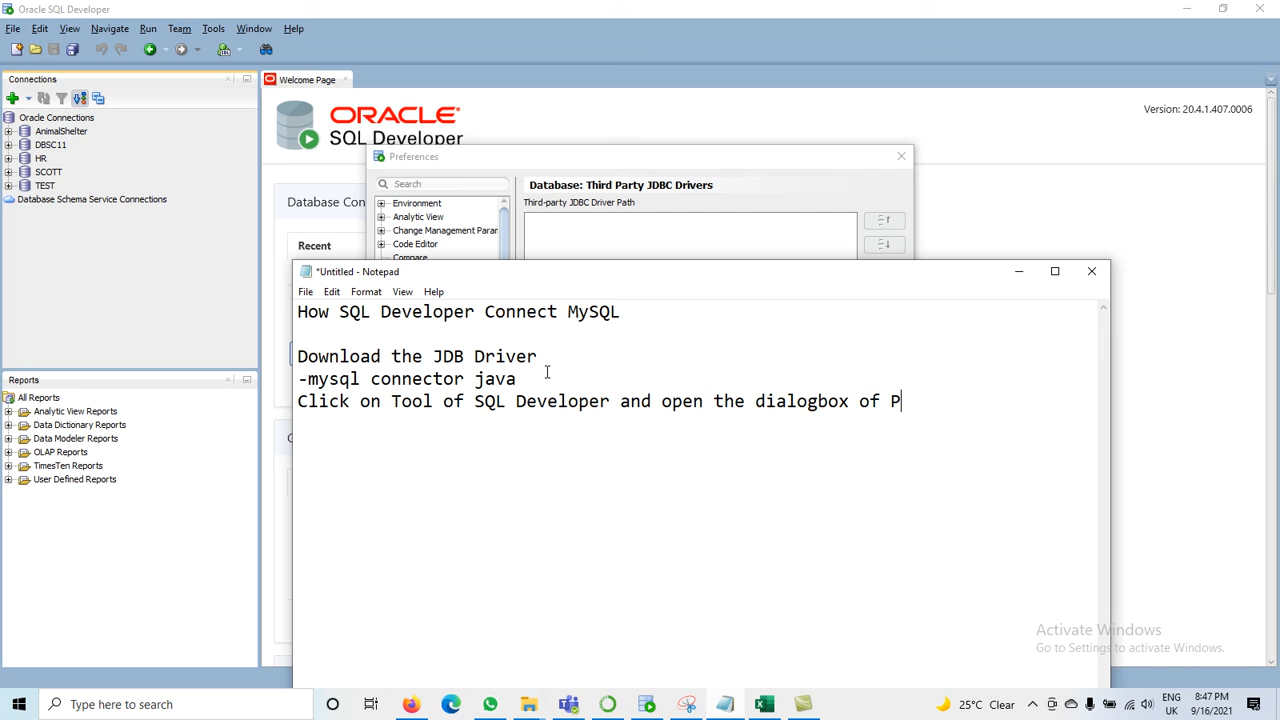 Oracle SQL Developer
File Edit View Navigate Run Team Tools Window Help
Connections
Oracle Connections
AnimalShelter
DBSC11
HR
SCOTT
TEST
Database Schema Service Connections
Reports
All Reports
Analytic View Reports
Data Dictionary Reports
Data Modeler Reports
OLAP Reports
TimesTen Reports
User Defined Reports
Welcome Page
ORACLE
SQL Developer
Version: 20.4.1.407.0006
Database Con
Recent
Preferences
Search
Environment
Analytic View
Change Management Parar
Code Editor
Compare
Database: Third Party JDBC Drivers
Third-party JDBC Driver Path
*Untitled - Notepad
File Edit Format View Help
How SQL Developer Connect MySQL
Download the JDB Driver
-mysql connector java
Click on Tool of SQL Developer and open the dialogbox of P
Activate Windows
Go to Settings to activate Windows.
Type here to search
25°C Clear
ENG
UK
8:47 PM
9/16/2021